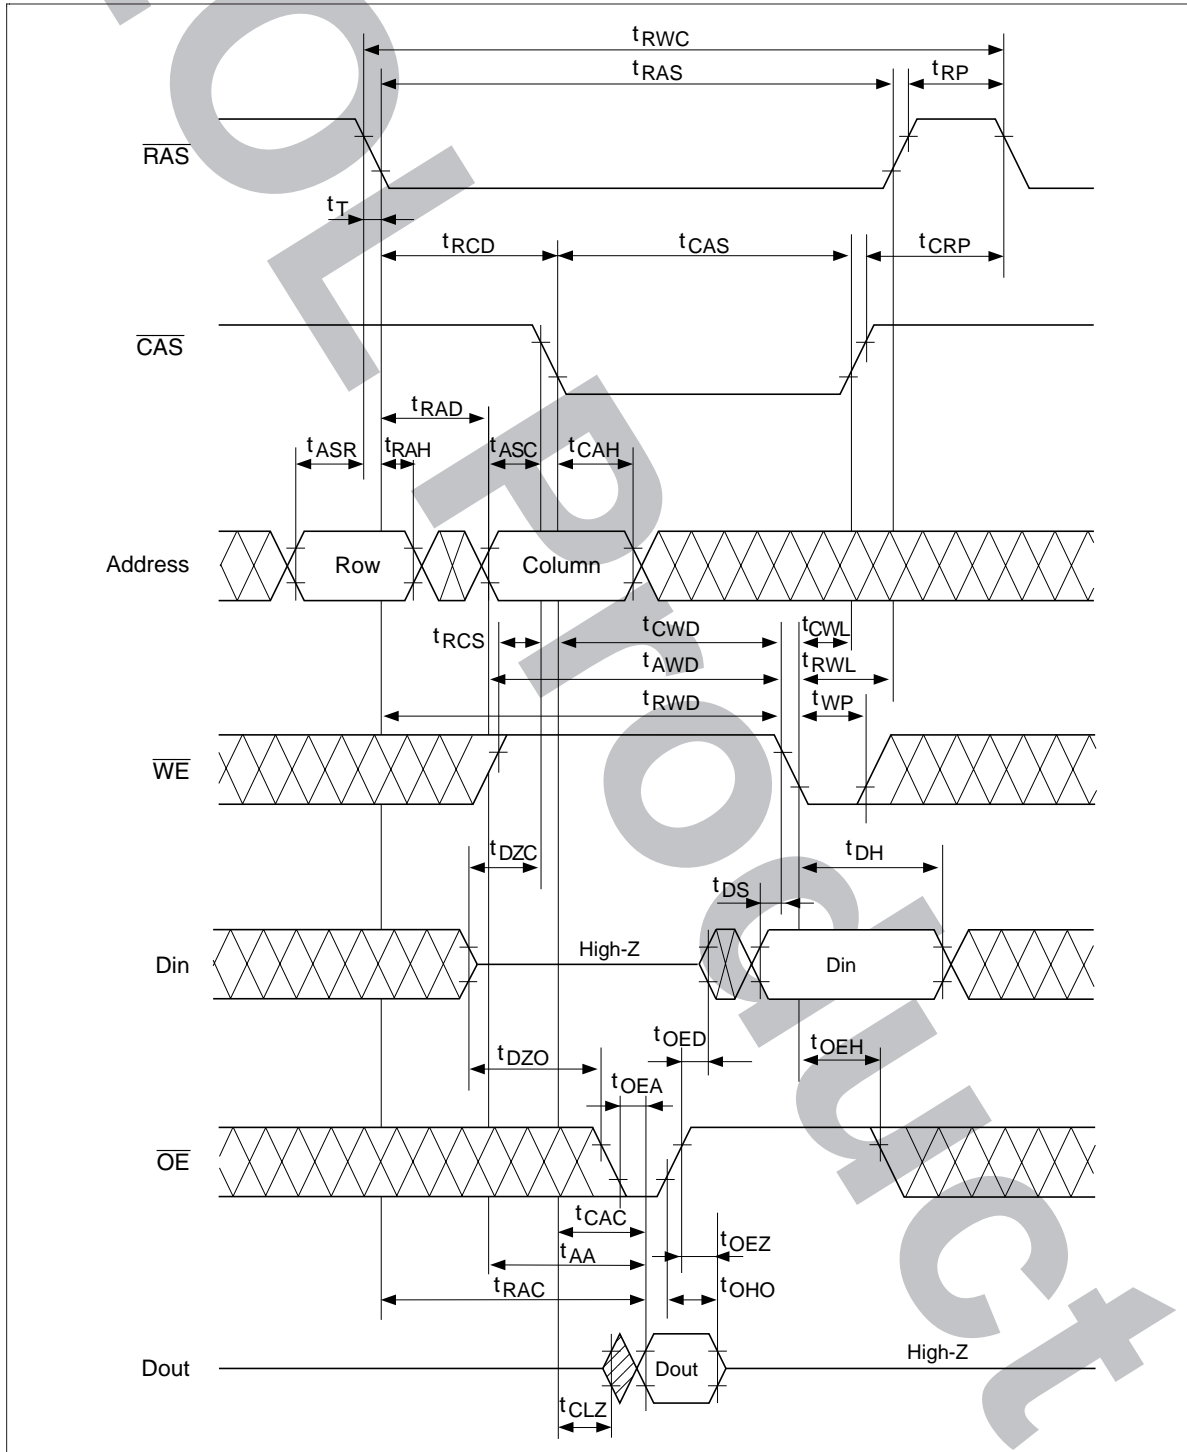 tRWC
tRAS
tRP
RAS
tT
tRCD
tCAS
tCRP
CAS
tRAD
tASR
tRAH
tASC
tCAH
Address
Row
Column
tRCS
tCWD
tCWL
tAWD
tRWL
tRWD
tWP
WE
tDZC
tDH
tDS
Din
High-Z
Din
tOED
tOEH
tDZO
tOEA
OE
tCAC
tOEZ
tAA
tRAC
tOHO
Dout
Dout
High-Z
tCLZ
OL Product